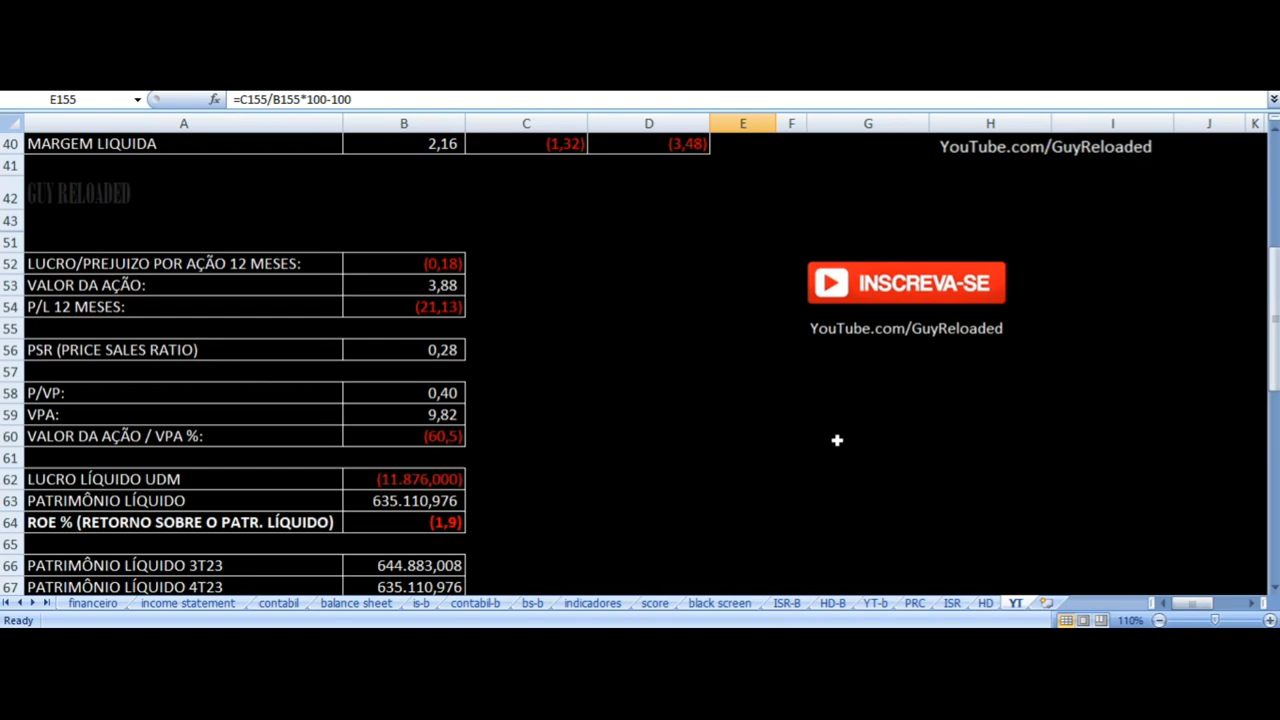 E155 fx =C155/B155*100-100
A B C D E F G H I J K
40 MARGEM LIQUIDA 2,16 (1,32) (3,48) YouTube.com/GuyReloaded
41
42 GUY RELOADED
43
51
52 LUCRO/PREJUIZO POR AÇÃO 12 MESES: (0,18)
53 VALOR DA AÇÃO: 3,88 INSCREVA-SE
54 P/L 12 MESES: (21,13)
55 YouTube.com/GuyReloaded
56 PSR (PRICE SALES RATIO) 0,28
57
58 P/VP: 0,40
59 VPA: 9,82
60 VALOR DA AÇÃO / VPA %: (60,5)
61
62 LUCRO LÍQUIDO UDM (11.876,000)
63 PATRIMÔNIO LÍQUIDO 635.110,976
64 ROE % (RETORNO SOBRE O PATR. LÍQUIDO) (1,9)
65
66 PATRIMÔNIO LÍQUIDO 3T23 644.883,008
67 PATRIMÔNIO LÍQUIDO 4T23 635.110,976
financeiro income statement contabil balance sheet is-b contabil-b bs-b indicadores score black screen ISR-B HD-B YT-b PRC ISR HD YT
Ready 110%